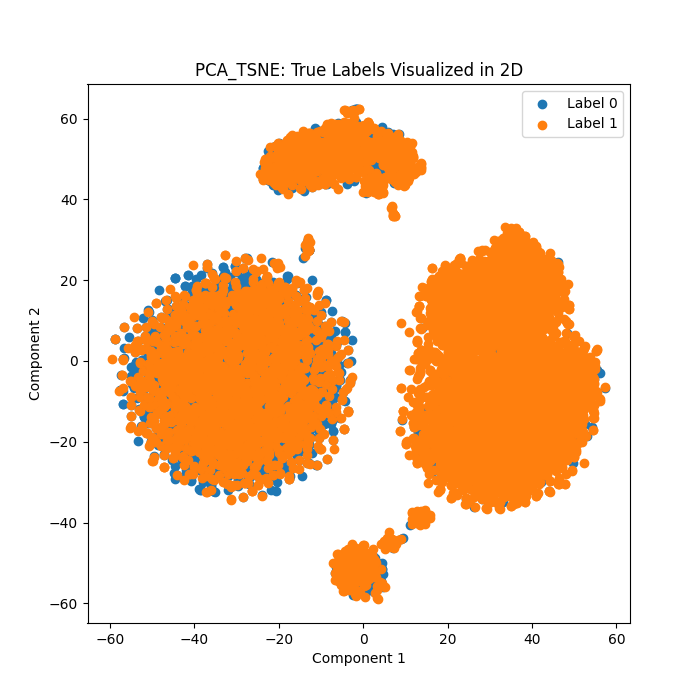 PCA_TSNE: True Labels Visualized in 2D
Label 0
Label 1
60
40
20
0
−20
−40
−60
Component 2
−60 −40 −20 0 20 40 60
Component 1